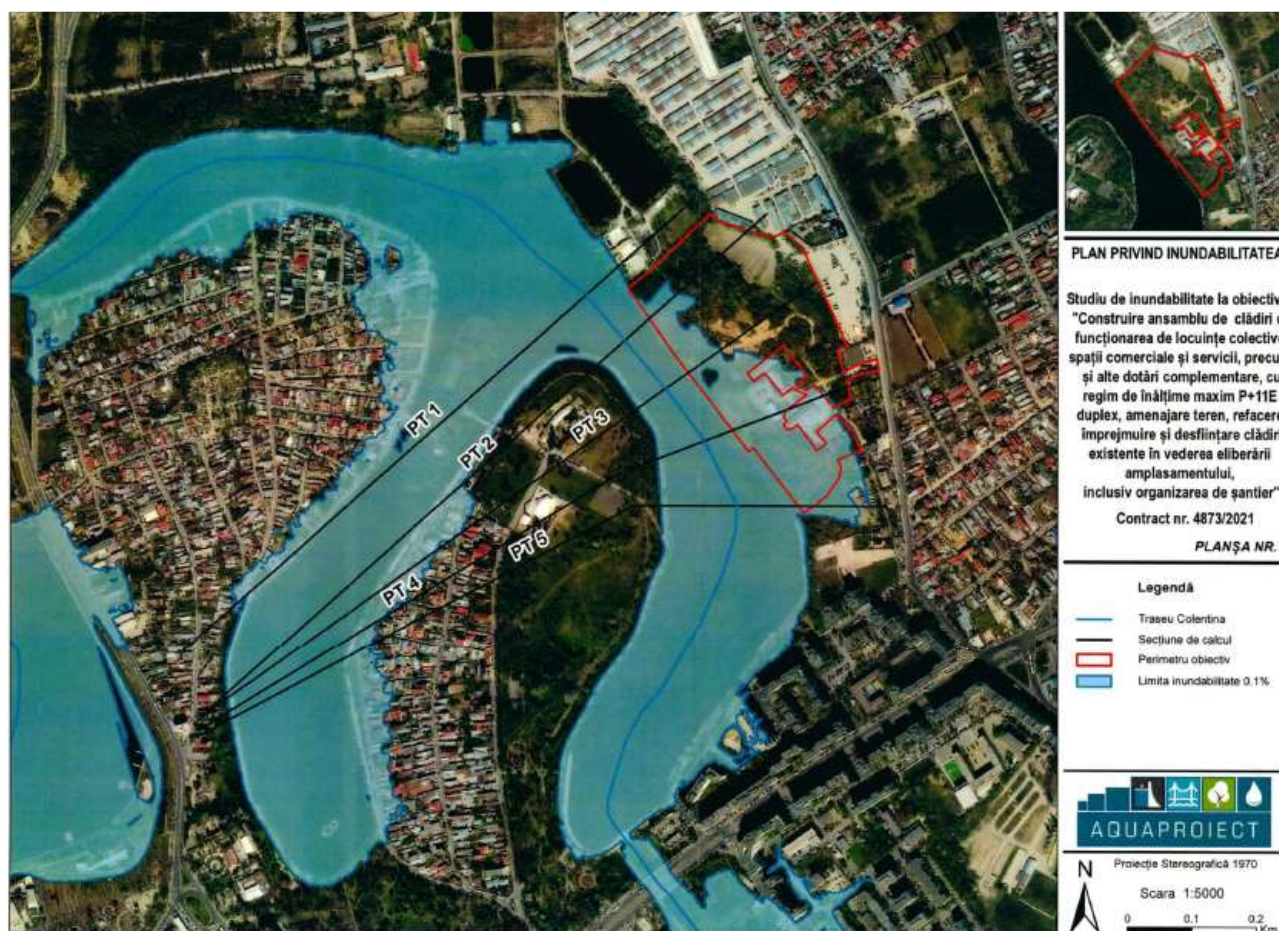 PT 1
PT 2
PT 3
PT 4
PT 5
PLAN PRIVIND INUNDABILITATEA
Studiu de inundabilitate la obiectiv
"Construire ansamblu de clădiri c
funcționarea de locuințe colectiv
spații comerciale și servicii, precu
și alte dotări complementare, cu
regim de înălțime maxim P+11E
duplex, amenajare teren, refacer
împrejmuire și desființare clădir
existente în vederea eliberării
amplasamentului,
inclusiv organizarea de șantier"
Contract nr. 4873/2021
PLANȘA NR.
Legendă
Traseu Colentina
Secțiune de calcul
Perimetru obiectiv
Limita inundabilitate 0.1%
AQUAPROIECT
N
Proiecție Stereografică 1970
Scara 1:5000
0 0.1 0.2
Km